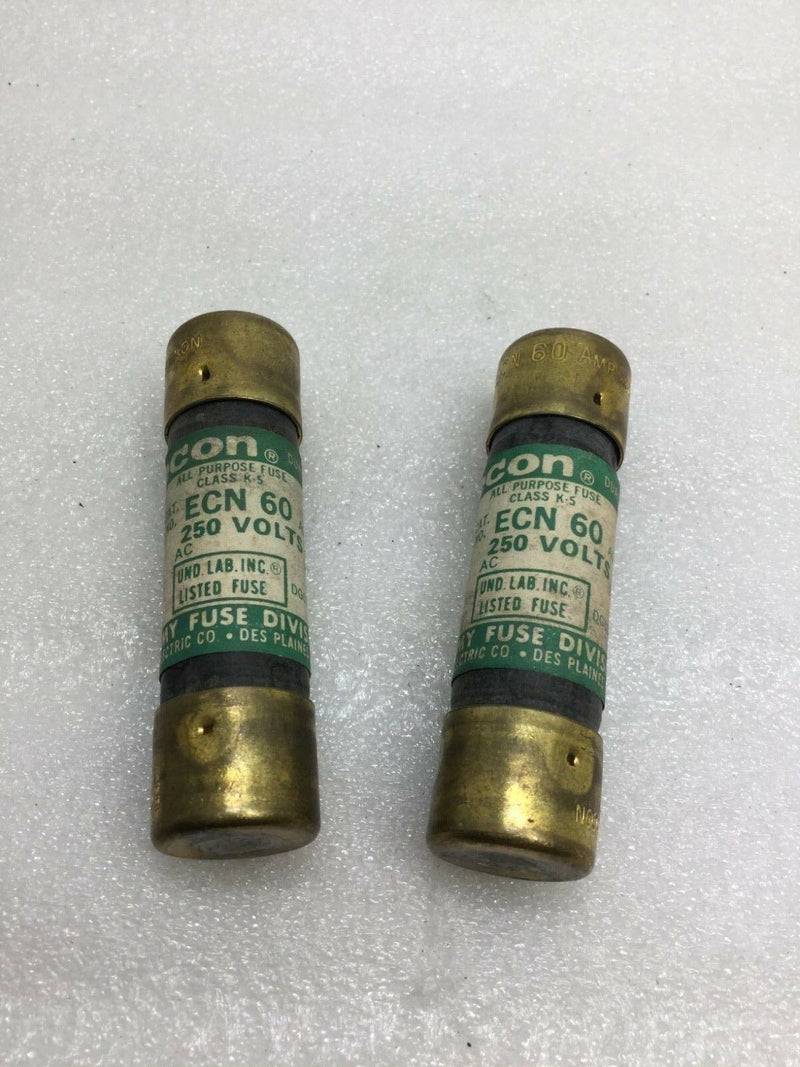 con ®
ALL PURPOSE FUSE
CLASS K-5
ECN 60
250 VOLTS
AC
UND. LAB. INC.®
LISTED FUSE
FUSE DIVIS
CTRIC CO • DES PLAINE
60 AMP
con ®
ALL PURPOSE FUSE
CLASS K-5
ECN 60
250 VOLTS
AC
UND. LAB. INC.®
LISTED FUSE
TY FUSE DIVIS
ECTRIC CO • DES PLAINE